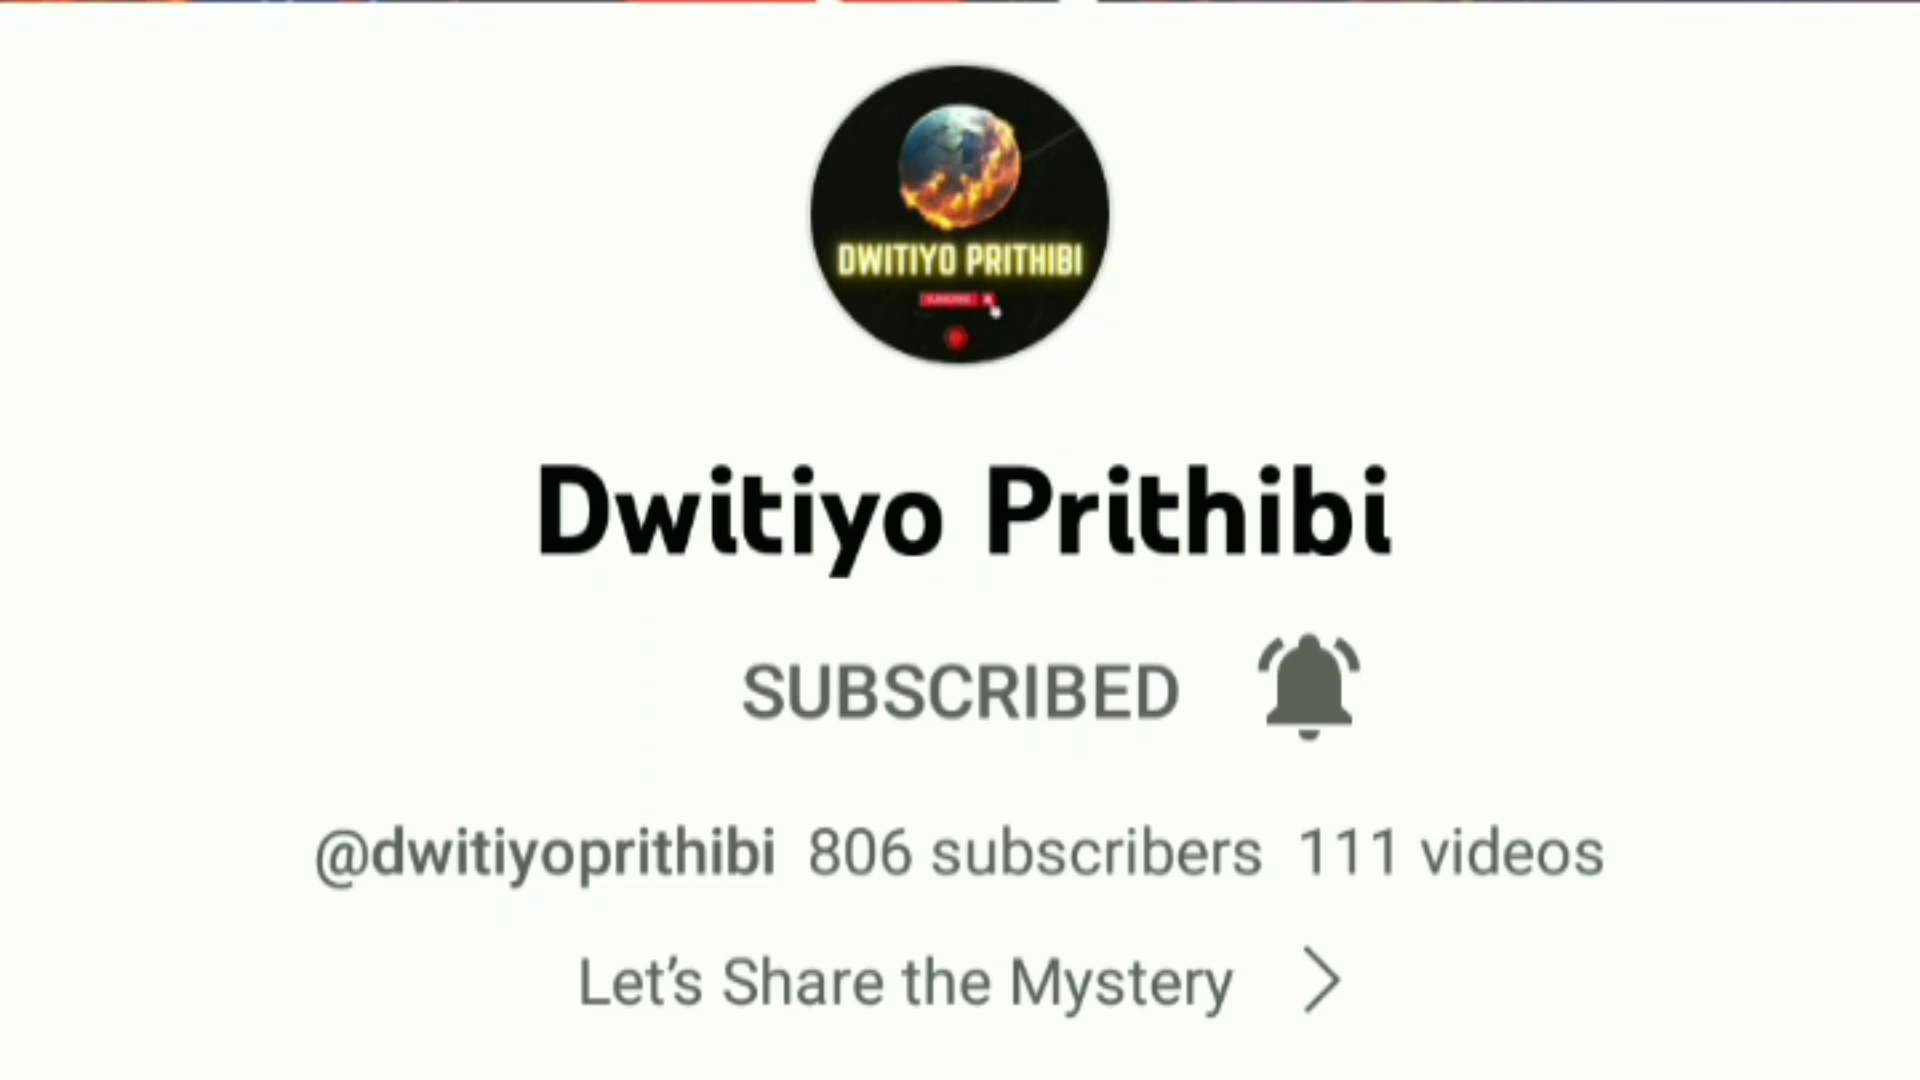 DWITIYO PRITHIBI
Dwitiyo Prithibi
SUBSCRIBED
@dwitiyoprithibi 806 subscribers 111 videos
Let's Share the Mystery